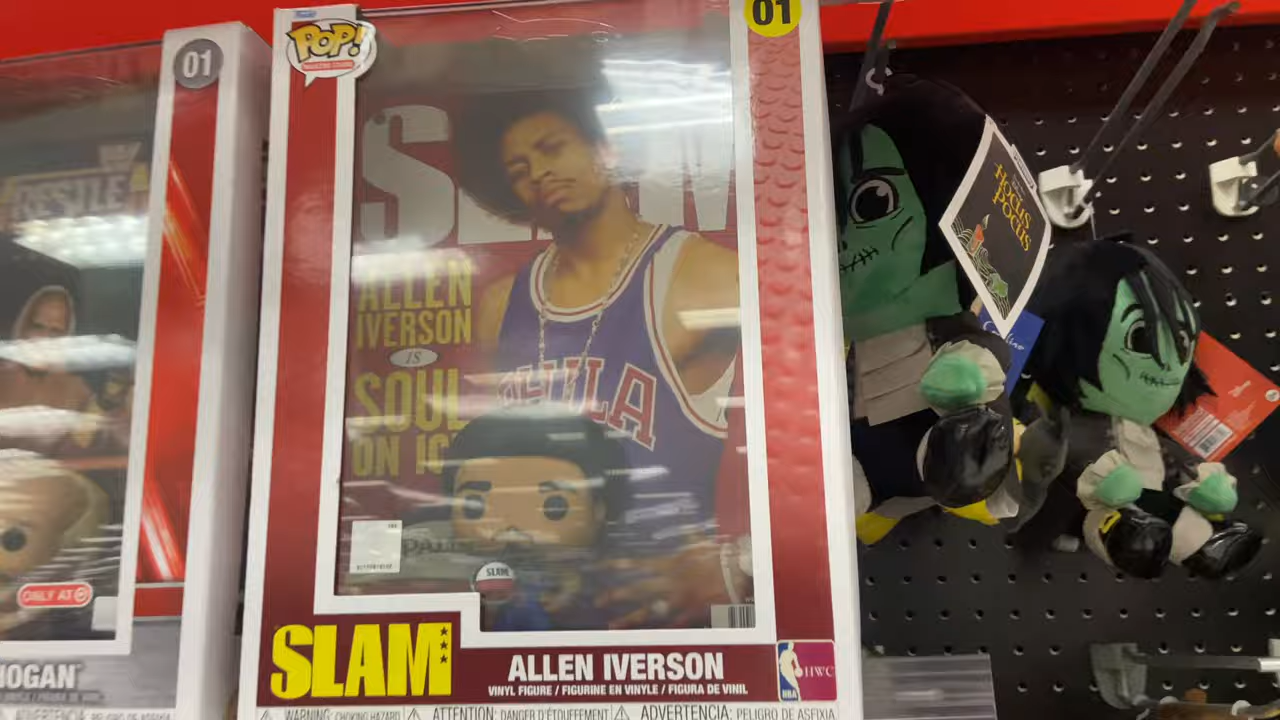 01
ONLY AT
HOGAN
POP!
01
SLAM
ALLEN
IVERSON
IS
SOUL
ON IC
PHILA
SLAM
SLAM
ALLEN IVERSON
VINYL FIGURE / FIGURINE EN VINYLE / FIGURA DE VINIL
NBA
HWC
WARNING: CHOKING HAZARD
ATTENTION: DANGER D'ÉTOUFFEMENT
ADVERTENCIA: PELIGRO DE ASFIXIA
HOCUS
POCUS